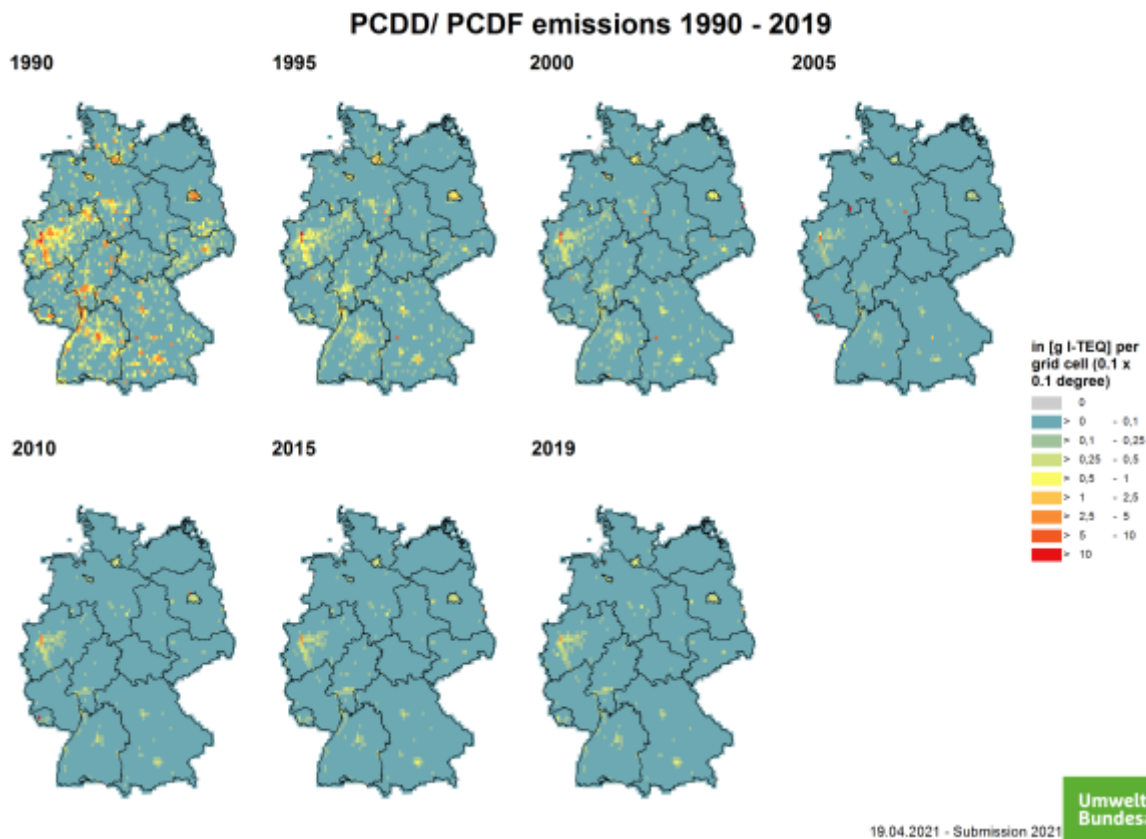 PCDD/ PCDF emissions 1990 - 2019
1990
1995
2000
2005
in [g I-TEQ] per
grid cell (0.1 x
0.1 degree)
0
> 0 - 0,1
> 0,1 - 0,25
> 0,25 - 0,5
> 0,5 - 1
> 1 - 2,5
> 2,5 - 5
> 5 - 10
> 10
2010
2015
2019
Umwelt
Bundes
19.04.2021 - Submission 2021